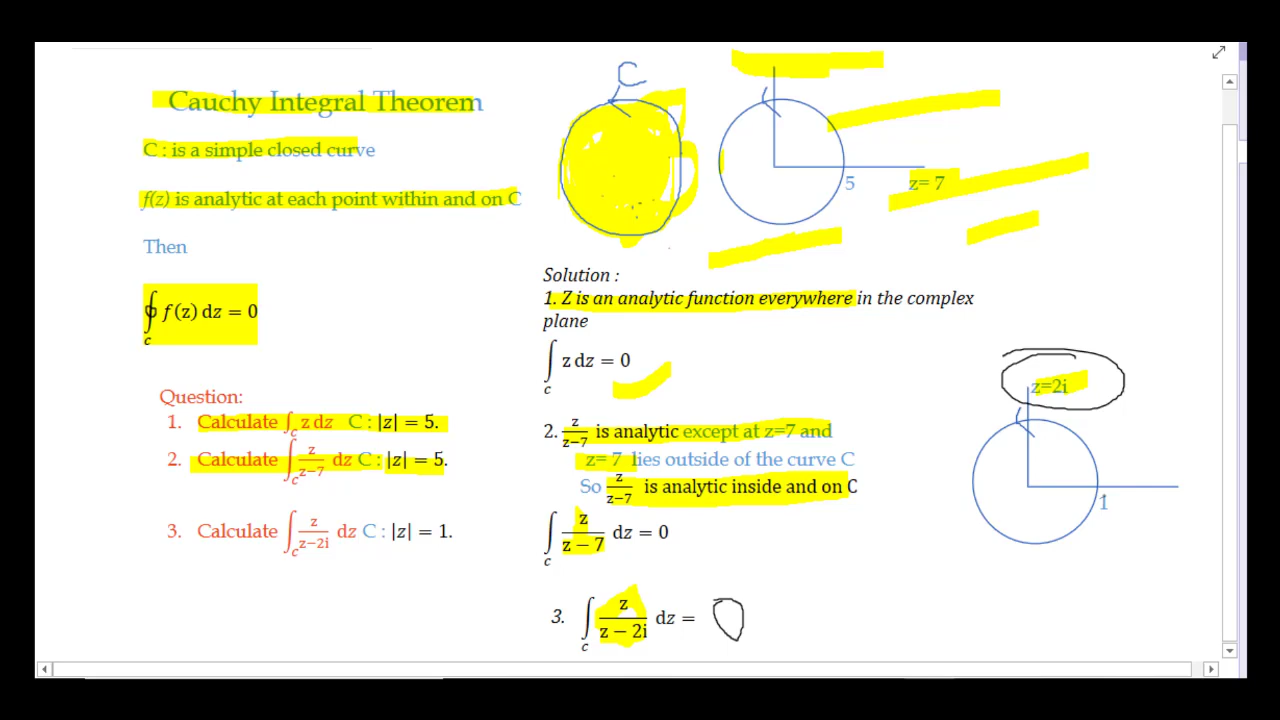 Cauchy Integral Theorem
C : is a simple closed curve
f(z) is analytic at each point within and on C
Then
∮_c f(z) dz = 0
Question:
1. Calculate ∫_c z dz C : |z| = 5.
2. Calculate ∫_c z/(z−7) dz C : |z| = 5.
3. Calculate ∫_c z/(z−2i) dz C : |z| = 1.
C
5
z= 7
Solution :
1. Z is an analytic function everywhere in the complex
plane
∫_c z dz = 0
2. z/(z−7) is analytic except at z=7 and
z= 7 lies outside of the curve C
So z/(z−7) is analytic inside and on C
∫_c z/(z − 7) dz = 0
3. ∫_c z/(z − 2i) dz = 0
z=2i
1